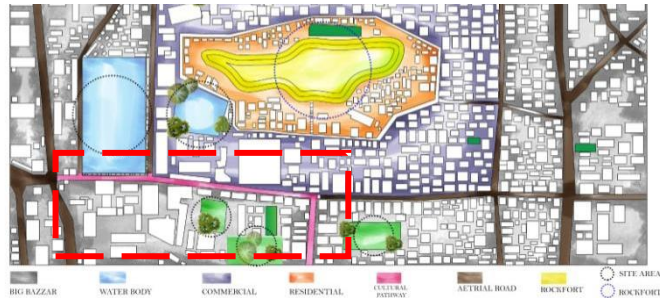 SITE AREA
BIG BAZZAR
WATER BODY
COMMERCIAL
RESIDENTIAL
CULTURAL
PATHWAY
AETRIAL ROAD
ROCKFORT
ROCKFORT